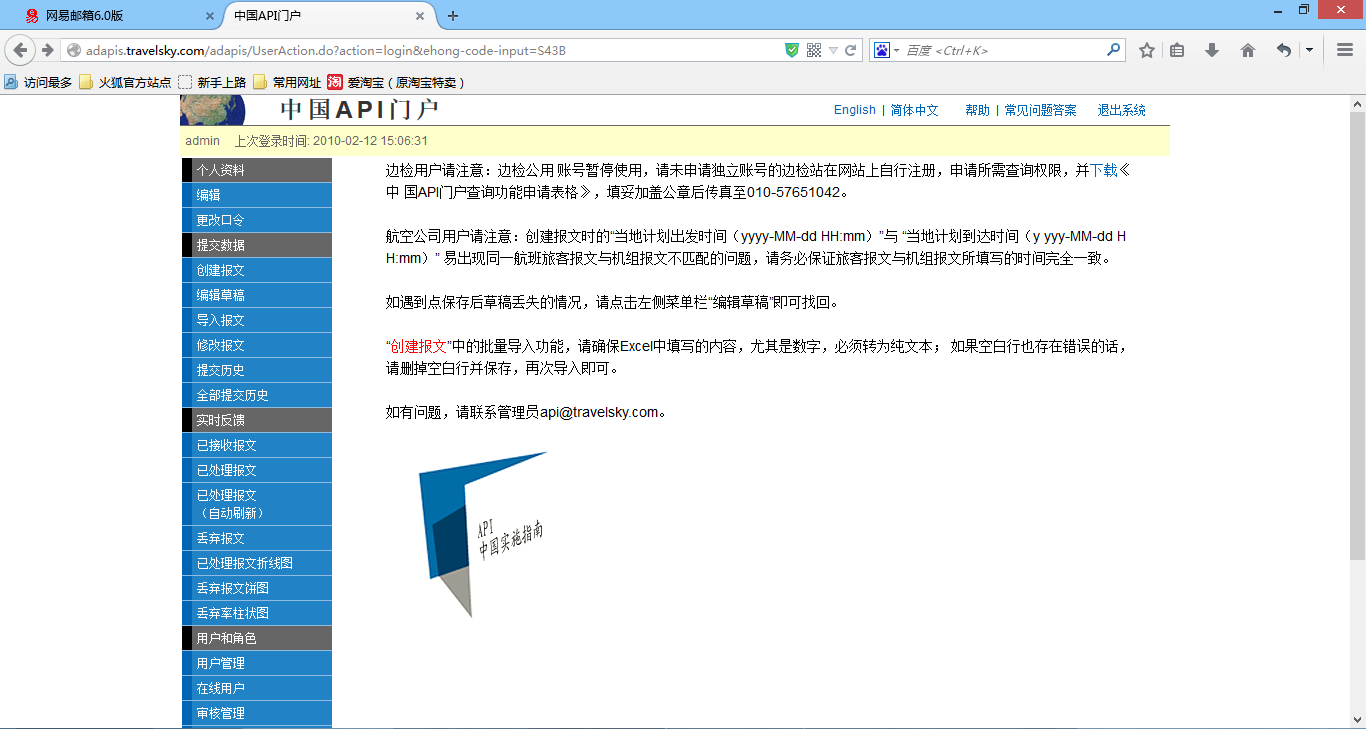 网易邮箱6.0版
中国API门户
adapis.travelsky.com/adapis/UserAction.do?action=login&ehong-code-input=S43B
百度 <Ctrl+K>
访问最多 火狐官方站点 新手上路 常用网址 淘 爱淘宝（原淘宝特卖）
中国API门户
English | 简体中文 帮助 | 常见问题答案 退出系统
admin 上次登录时间: 2010-02-12 15:06:31
个人资料
编辑
更改口令
提交数据
创建报文
编辑草稿
导入报文
修改报文
提交历史
全部提交历史
实时反馈
已接收报文
已处理报文
已处理报文
（自动刷新）
丢弃报文
已处理报文折线图
丢弃报文饼图
丢弃率柱状图
用户和角色
用户管理
在线用户
审核管理
边检用户请注意：边检公用 账号暂停使用，请未申请独立账号的边检站在网站上自行注册，申请所需查询权限，并下载《
中 国API门户查询功能申请表格》，填妥加盖公章后传真至010-57651042。
航空公司用户请注意：创建报文时的“当地计划出发时间（yyyy-MM-dd HH:mm）”与 “当地计划到达时间（y yyy-MM-dd H
H:mm）” 易出现同一航班旅客报文与机组报文不匹配的问题，请务必保证旅客报文与机组报文所填写的时间完全一致。
如遇到点保存后草稿丢失的情况，请点击左侧菜单栏“编辑草稿”即可找回。
“创建报文”中的批量导入功能，请确保Excel中填写的内容，尤其是数字，必须转为纯文本； 如果空白行也存在错误的话，
请删掉空白行并保存，再次导入即可。
如有问题，请联系管理员api@travelsky.com。
API
中国实施指南